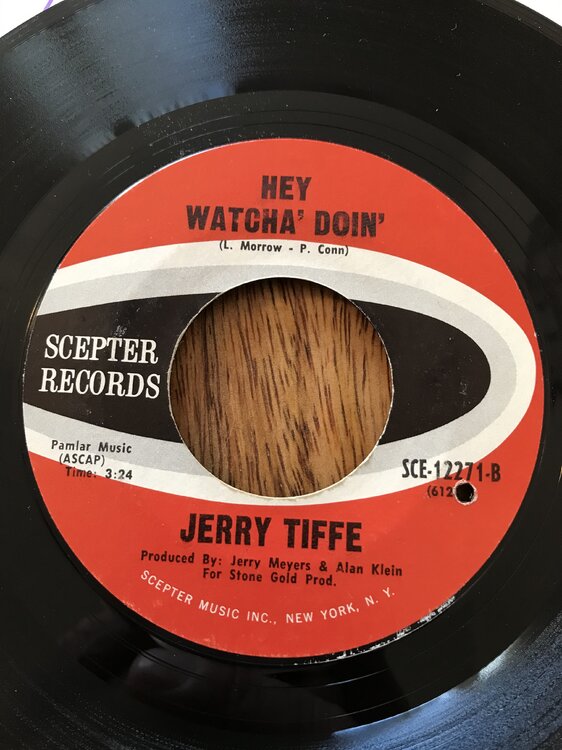 HEY
WATCHA' DOIN'
(L. Morrow - P. Conn)
SCEPTER
RECORDS
Pamlar Music
(ASCAP)
Time: 3:24
SCE-12271-B
(612
JERRY TIFFE
Produced By: Jerry Meyers & Alan Klein
For Stone Gold Prod.
SCEPTER MUSIC INC., NEW YORK, N. Y.